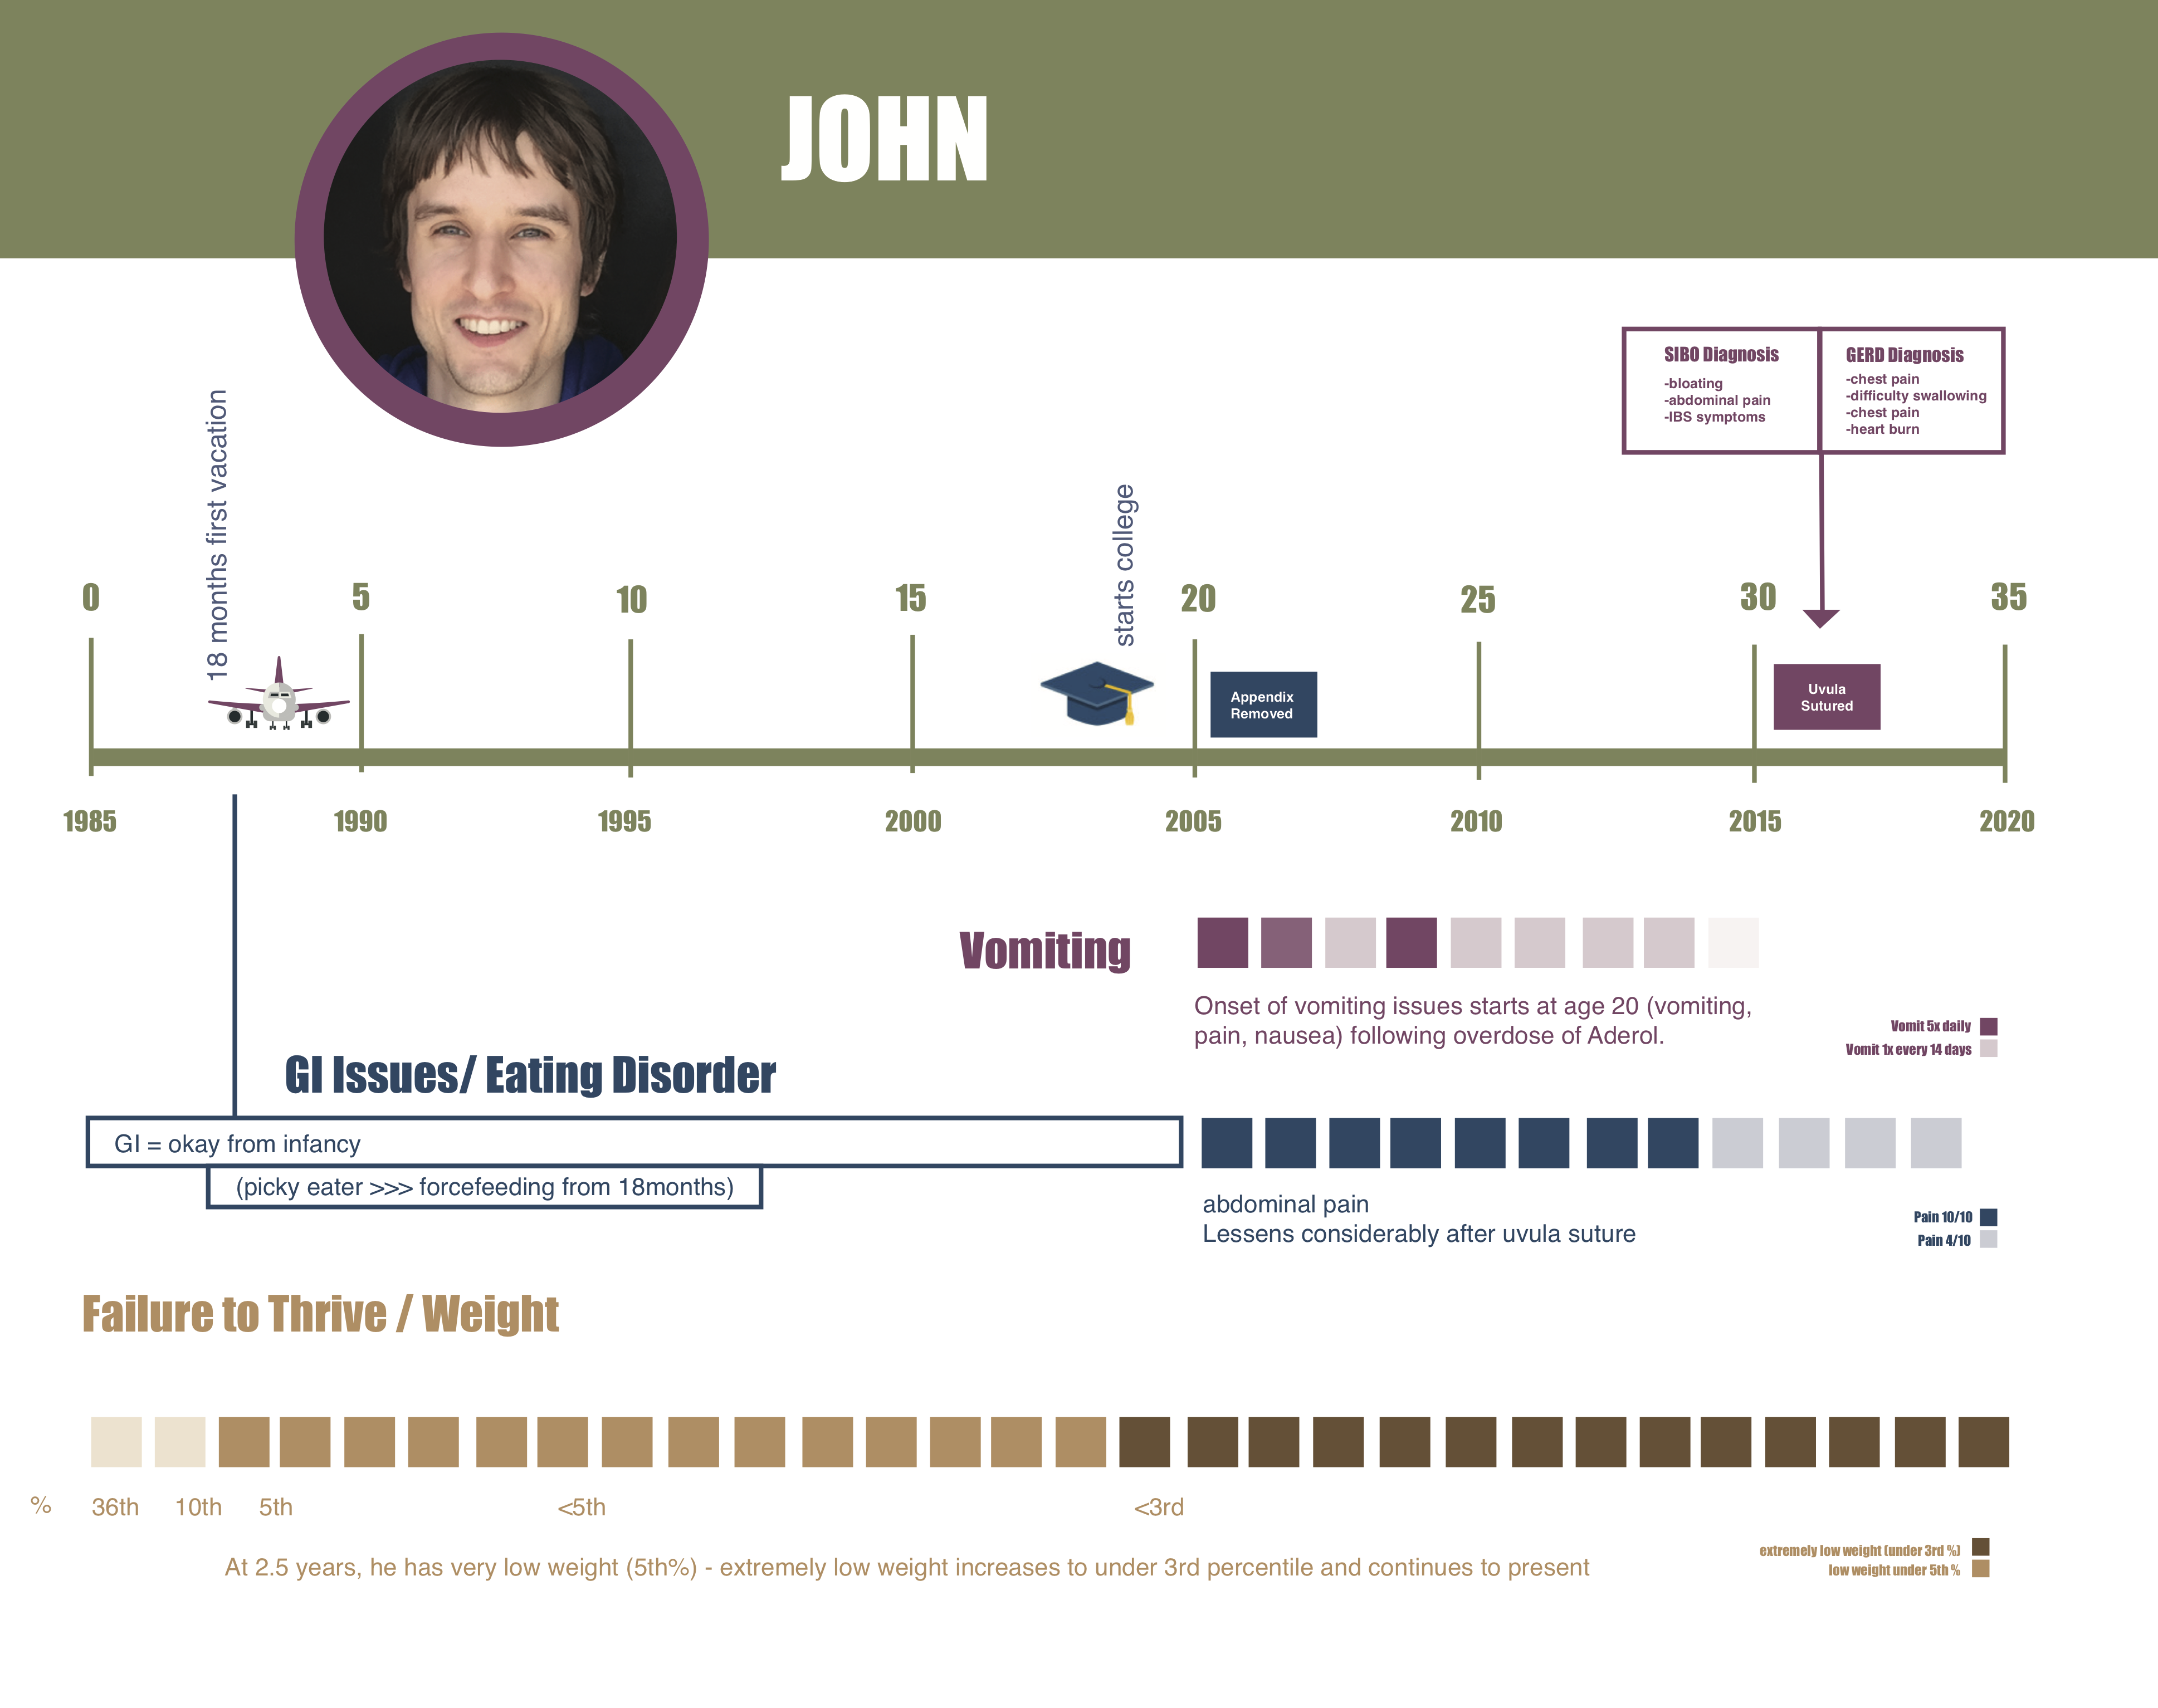 JOHN
SIBO Diagnosis
-bloating
-abdominal pain
-IBS symptoms
GERD Diagnosis
-chest pain
-difficulty swallowing
-chest pain
-heart burn
18 months first vacation
starts college
0
5
10
15
20
25
30
35
Appendix
Removed
Uvula
Sutured
1985
1990
1995
2000
2005
2010
2015
2020
Vomiting
Onset of vomiting issues starts at age 20 (vomiting,
pain, nausea) following overdose of Aderol.
Vomit 5x daily
Vomit 1x every 14 days
GI Issues/ Eating Disorder
GI = okay from infancy
(picky eater >>> forcefeeding from 18months)
abdominal pain
Lessens considerably after uvula suture
Pain 10/10
Pain 4/10
Failure to Thrive / Weight
%
36th
10th
5th
<5th
<3rd
At 2.5 years, he has very low weight (5th%) - extremely low weight increases to under 3rd percentile and continues to present
extremely low weight (under 3rd %)
low weight under 5th %